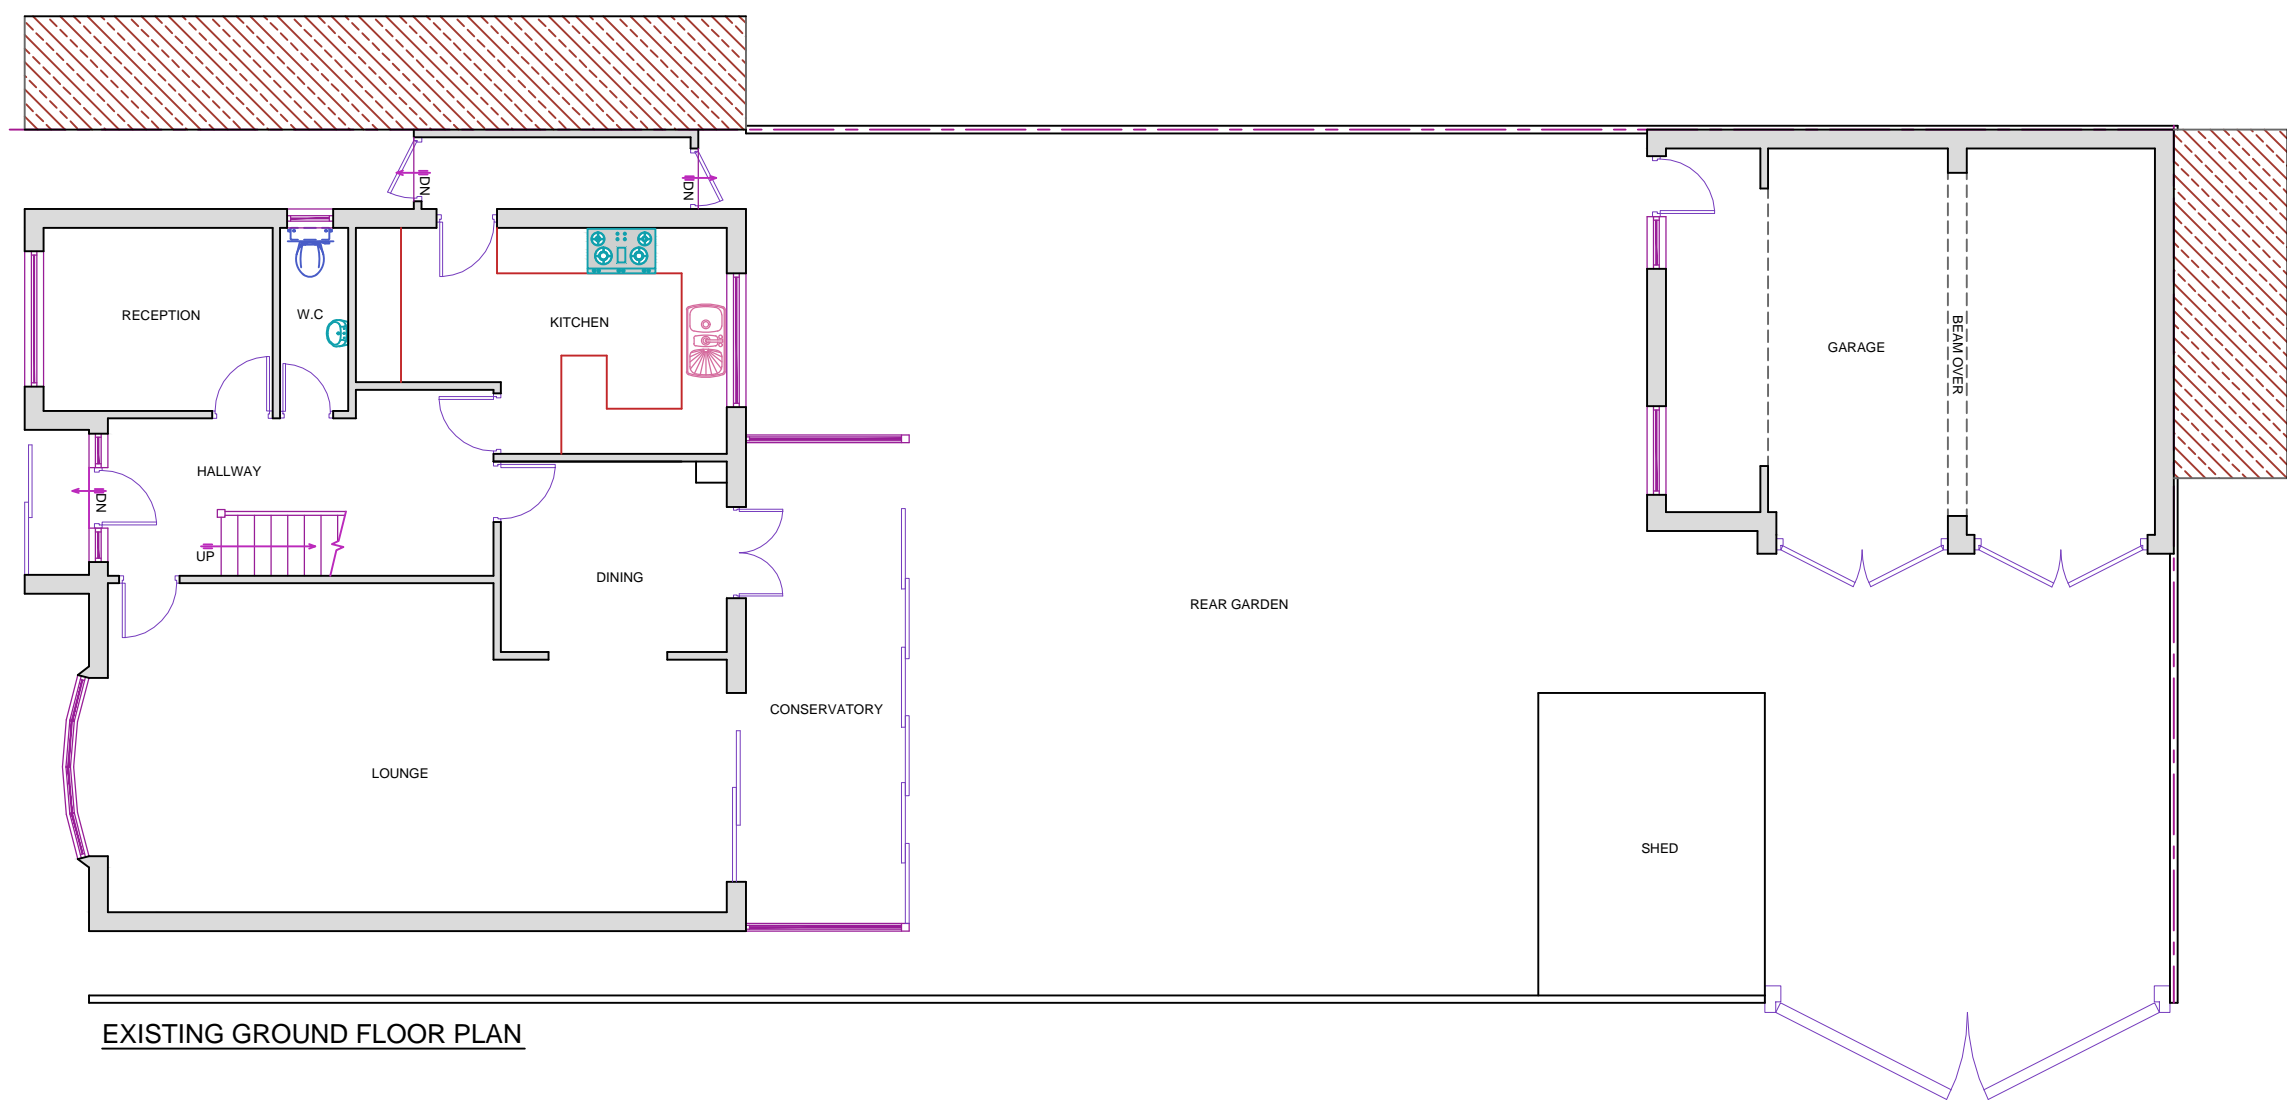 DN
DN
RECEPTION
W.C
KITCHEN
GARAGE
BEAM OVER
HALLWAY
DN
UP
DINING
REAR GARDEN
CONSERVATORY
LOUNGE
SHED
EXISTING GROUND FLOOR PLAN